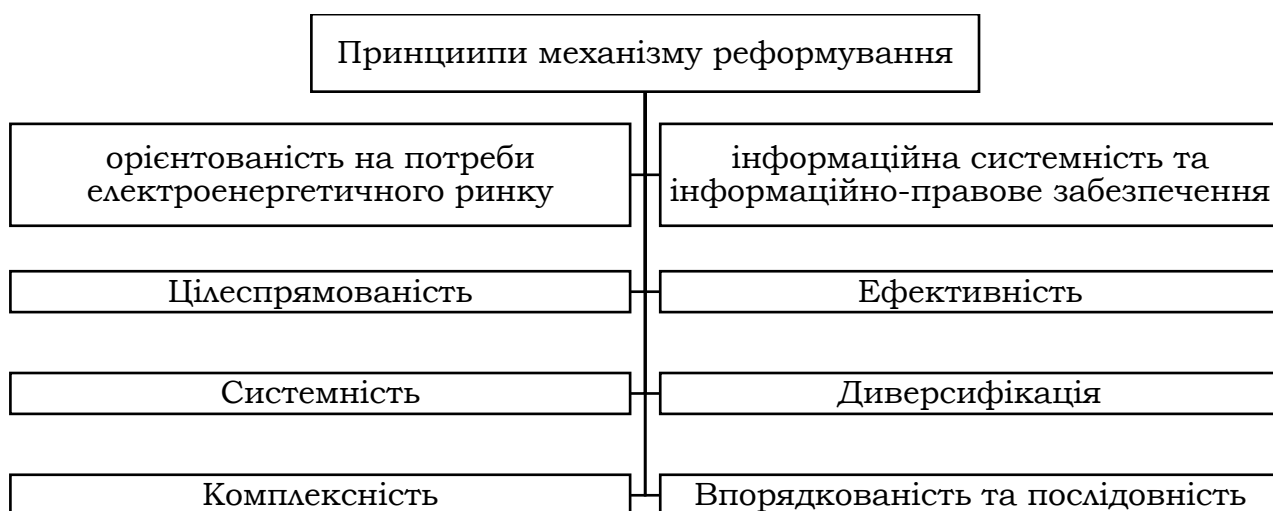 Принциипи механізму реформування
орієнтованість на потреби
електроенергетичного ринку
інформаційна системність та
інформаційно-правове забезпечення
Цілеспрямованість
Ефективність
Системність
Диверсифікація
Комплексність
Впорядкованість та послідовність